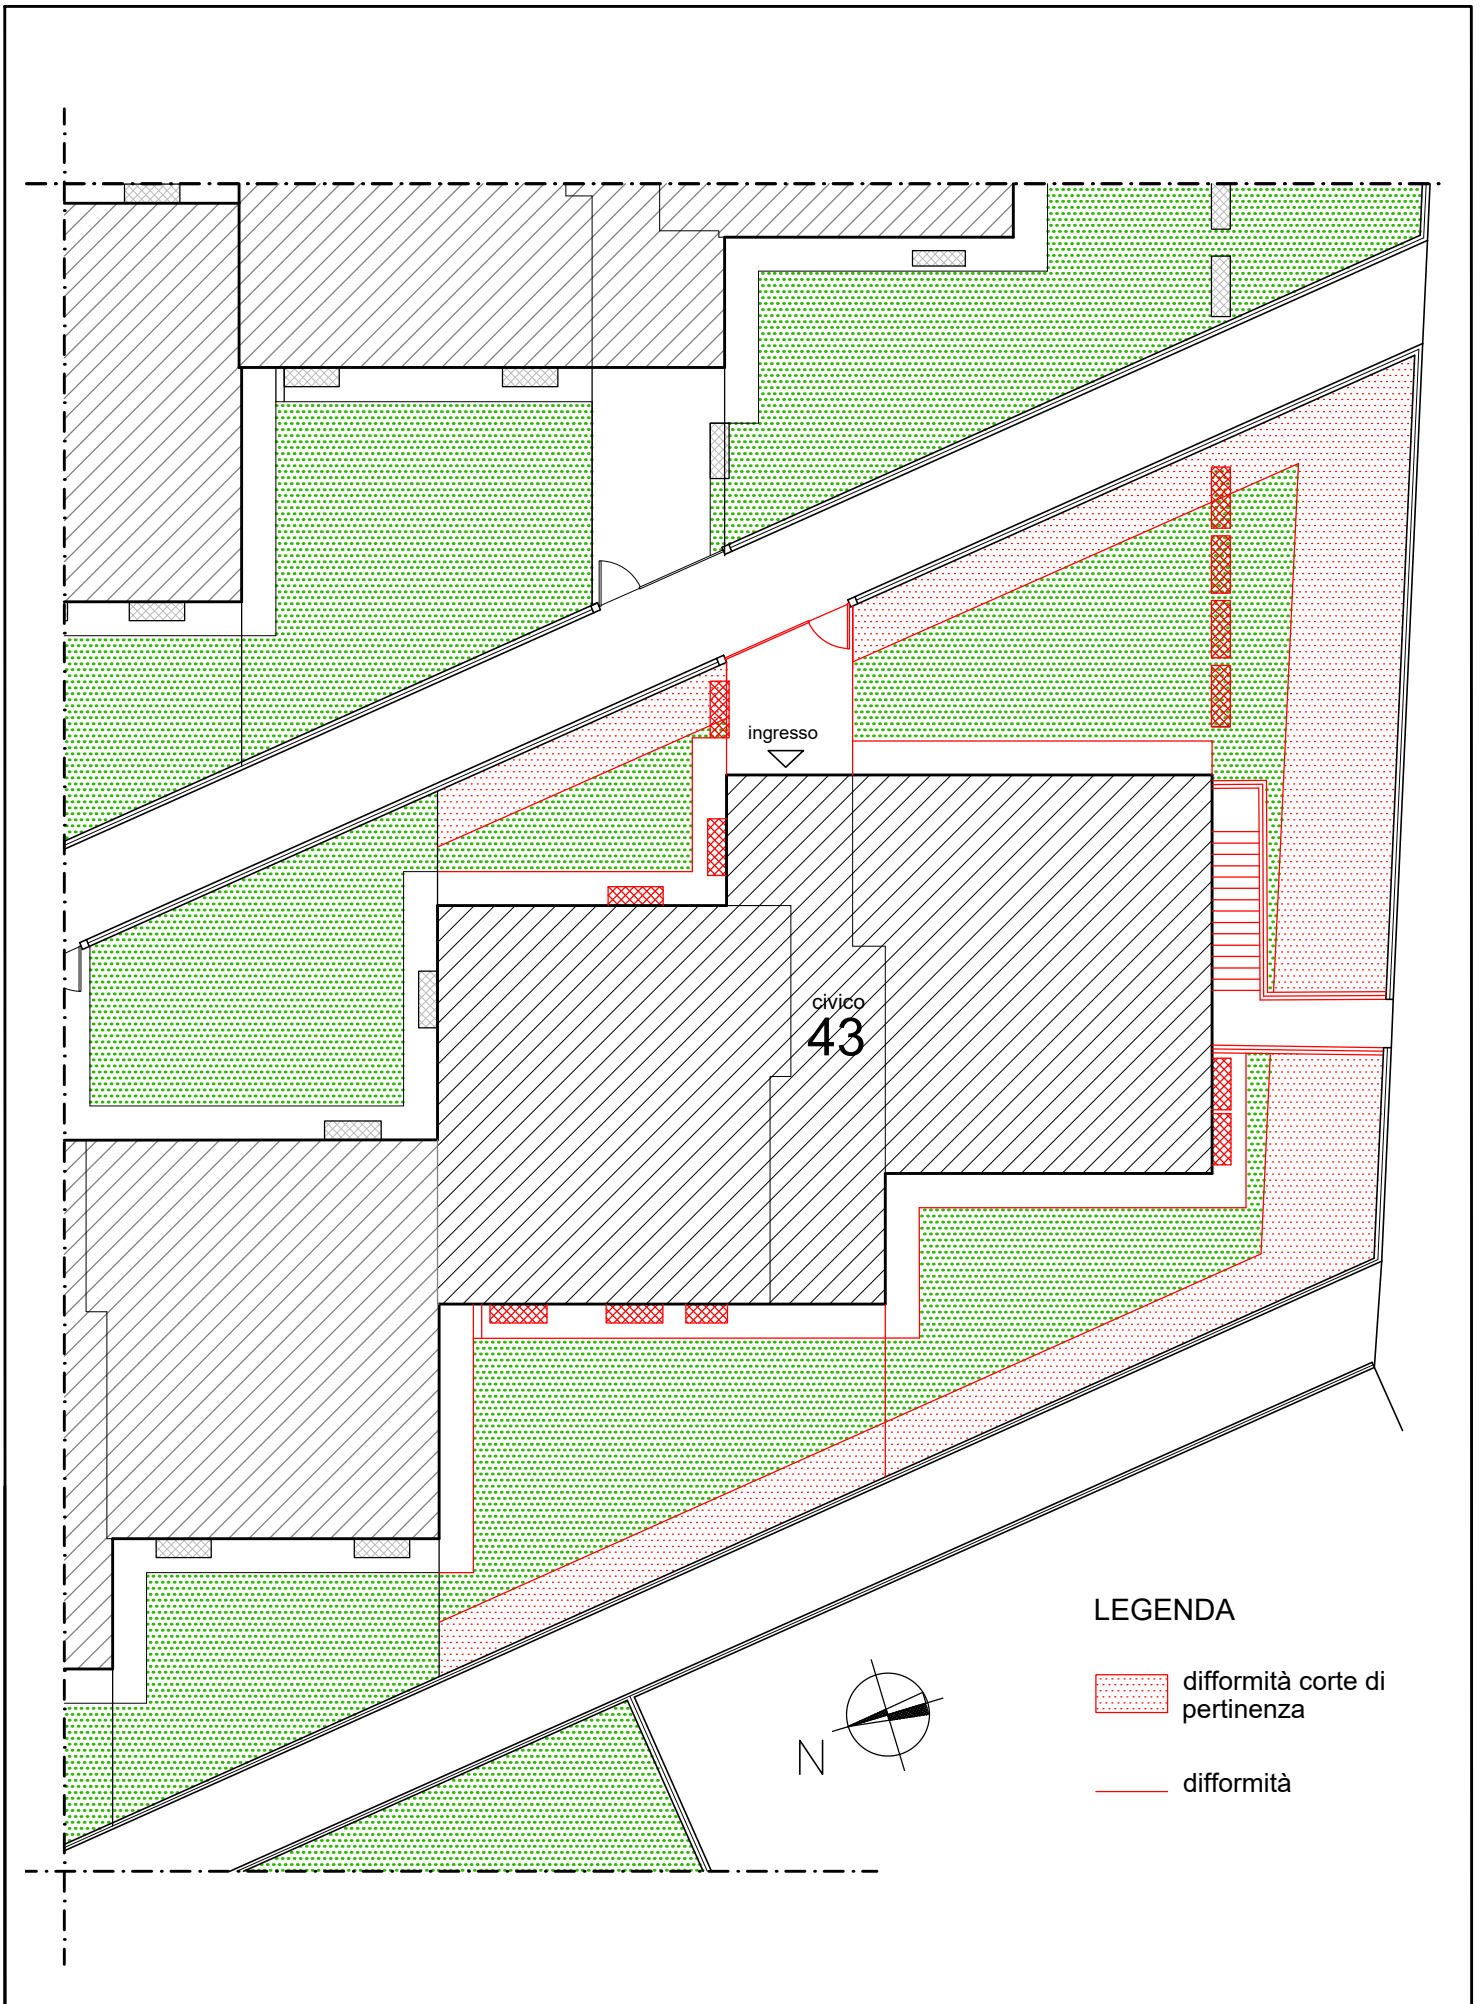 ingresso
civico
43
LEGENDA
difformità corte di
pertinenza
difformità
N